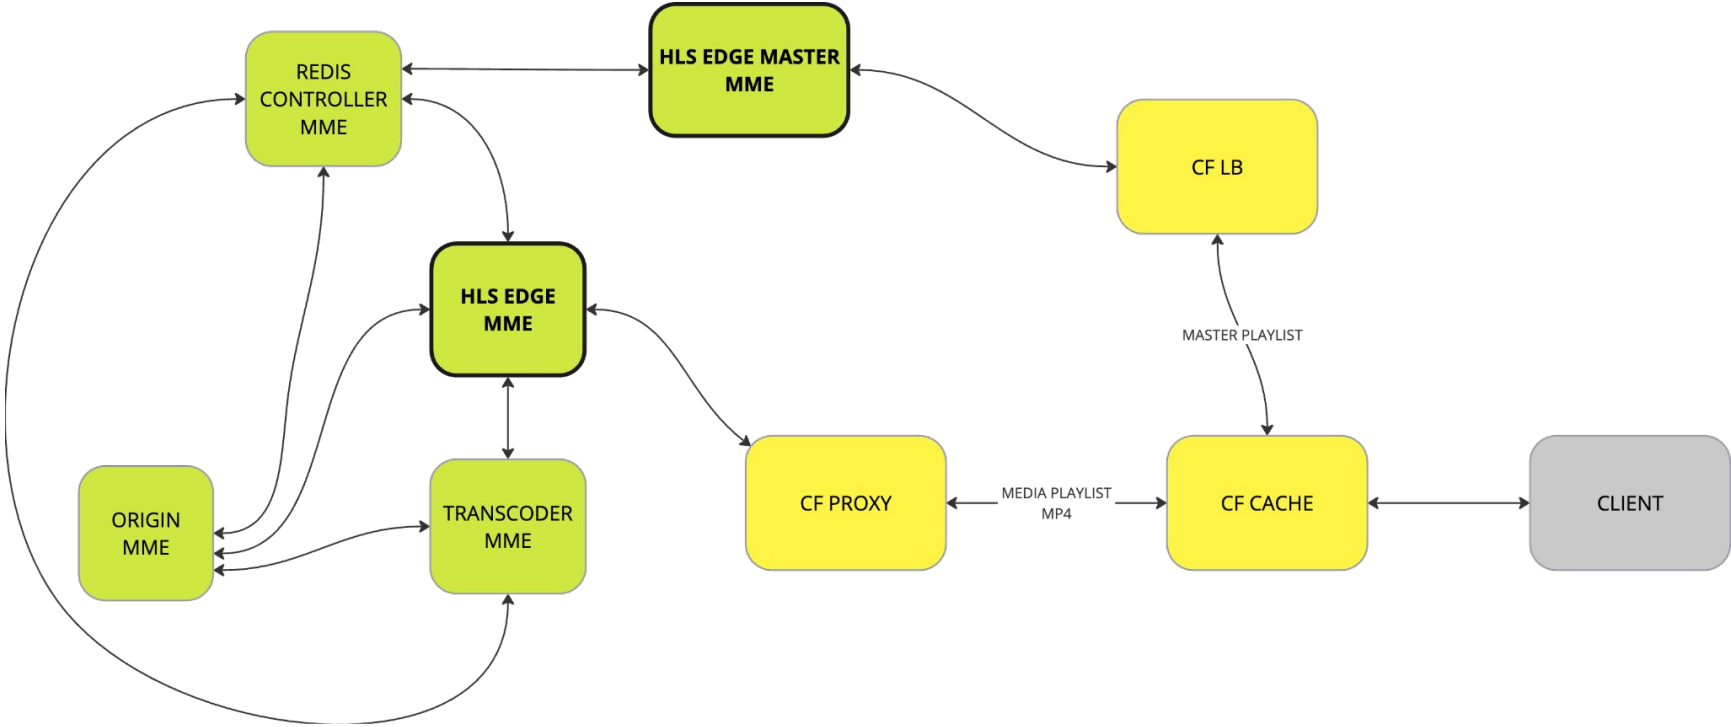 HLS EDGE MASTER
MME
REDIS
CONTROLLER
MME
CF LB
HLS EDGE
MME
MASTER PLAYLIST
ORIGIN
MME
TRANSCODER
MME
CF PROXY
MEDIA PLAYLIST
MP4
CF CACHE
CLIENT